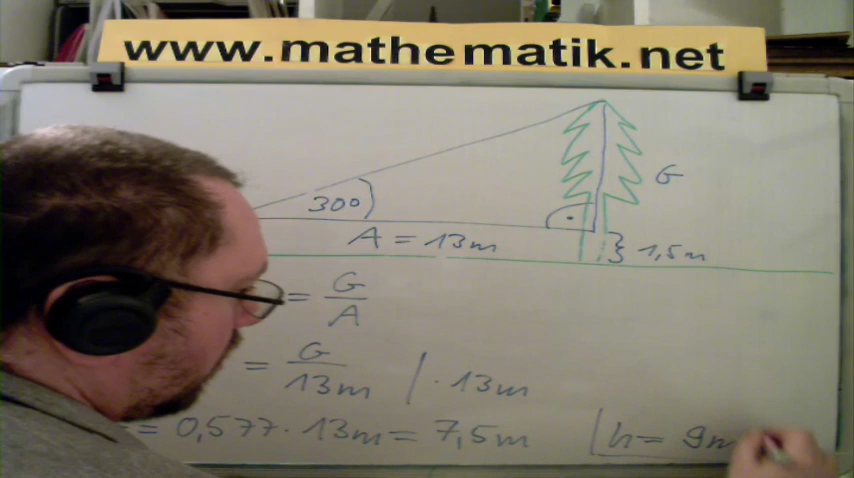 www.mathematik.net
G
30°
A = 13m
1,5m
= G/A
= G/13m | · 13m
= 0,577 · 13m = 7,5m | h = 9m